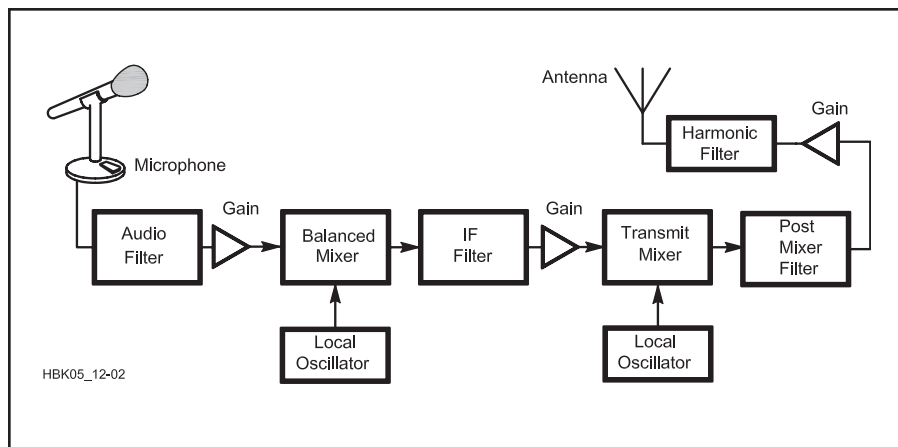 Antenna
Gain
Harmonic
Filter
Microphone
Gain
Gain
Audio
Filter
Balanced
Mixer
IF
Filter
Transmit
Mixer
Post
Mixer
Filter
Local
Oscillator
Local
Oscillator
HBK05_12-02